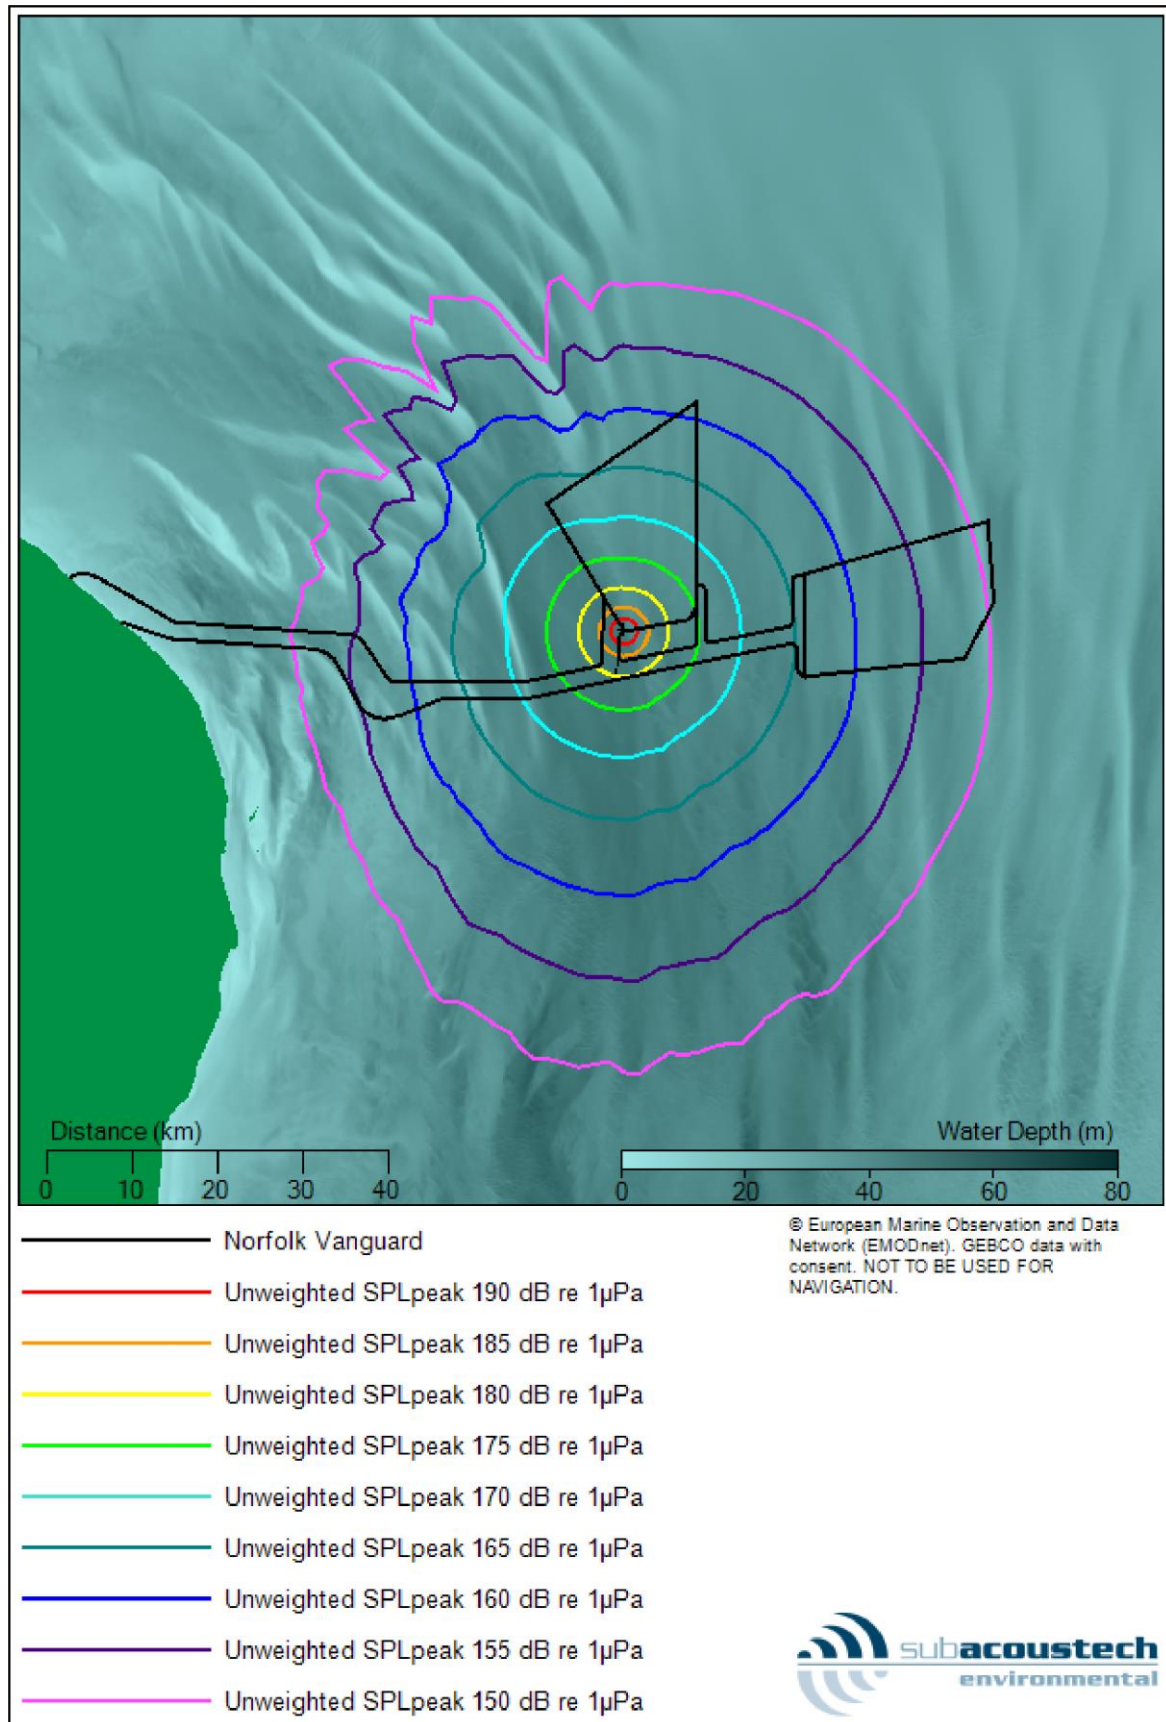 Distance (km)
0 10 20 30 40
Water Depth (m)
0 20 40 60 80
Norfolk Vanguard
Unweighted SPLpeak 190 dB re 1µPa
Unweighted SPLpeak 185 dB re 1µPa
Unweighted SPLpeak 180 dB re 1µPa
Unweighted SPLpeak 175 dB re 1µPa
Unweighted SPLpeak 170 dB re 1µPa
Unweighted SPLpeak 165 dB re 1µPa
Unweighted SPLpeak 160 dB re 1µPa
Unweighted SPLpeak 155 dB re 1µPa
Unweighted SPLpeak 150 dB re 1µPa
© European Marine Observation and Data
Network (EMODnet). GEBCO data with
consent. NOT TO BE USED FOR
NAVIGATION.
subacoustech
environmental